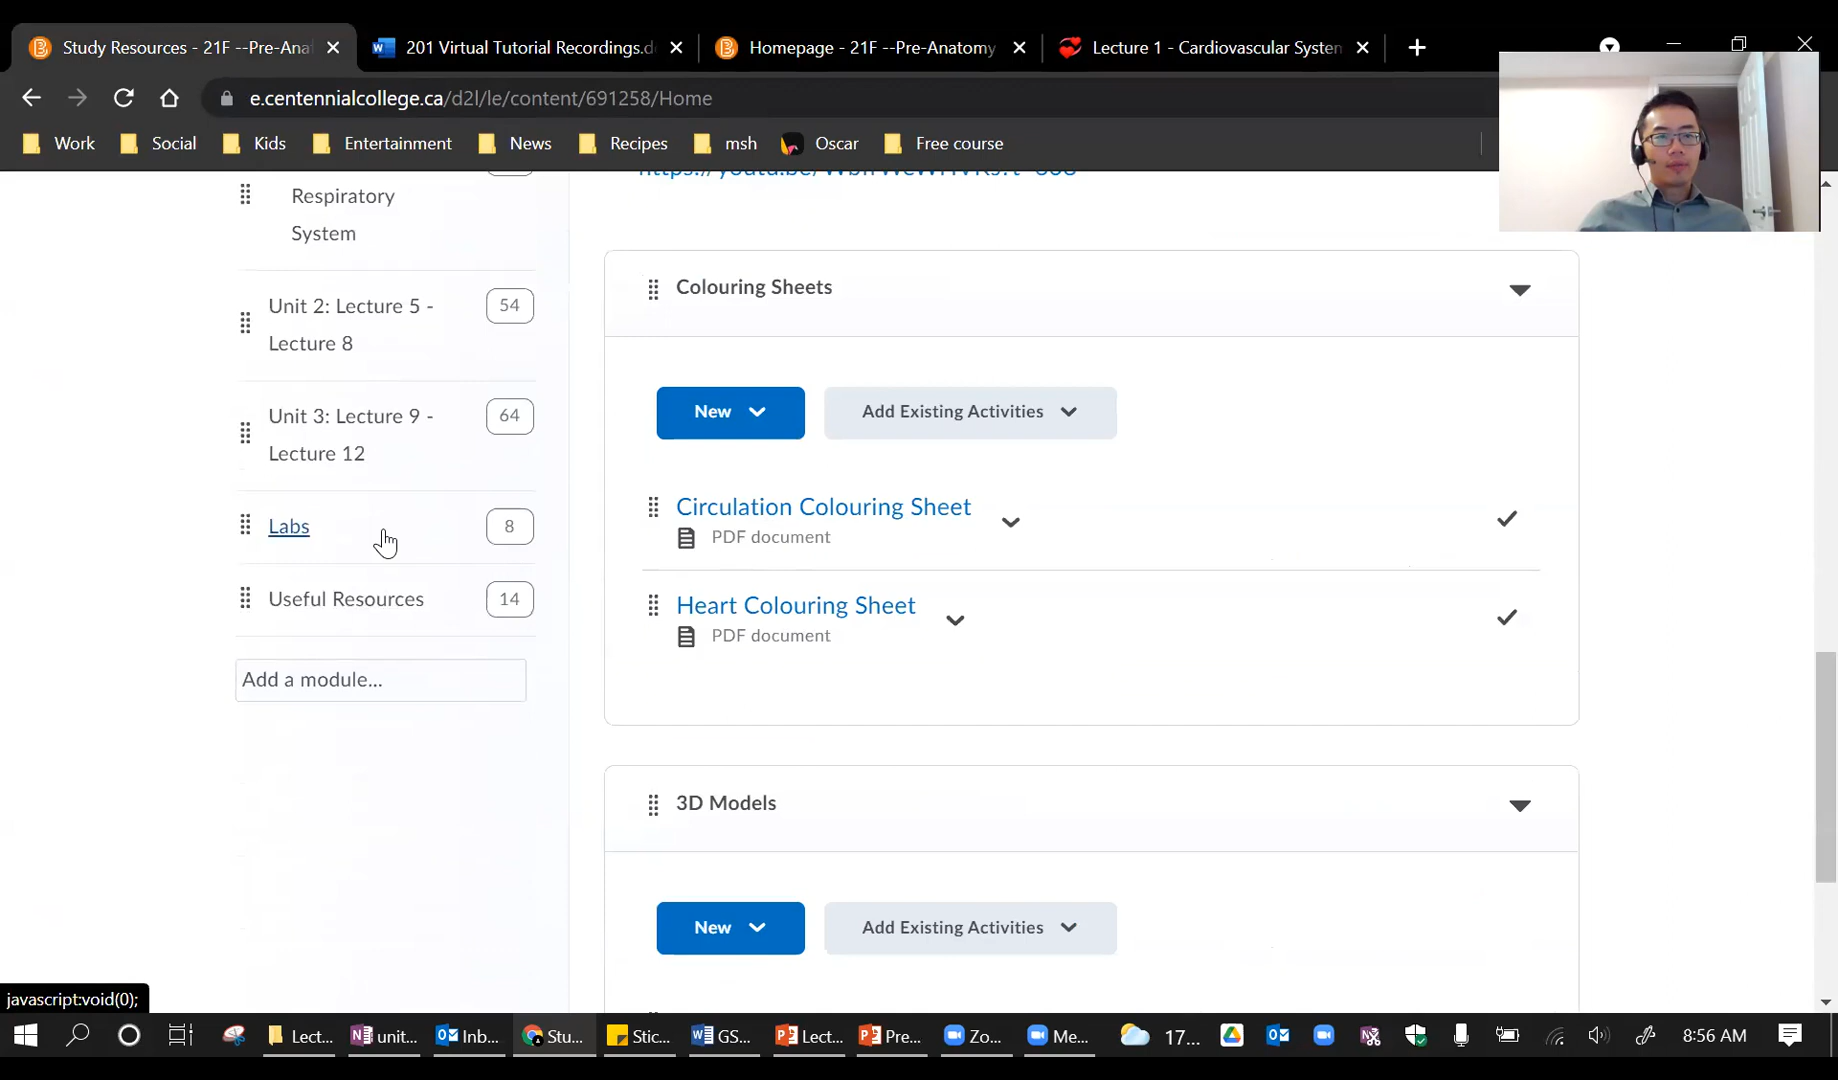 Study Resources - 21F --Pre-Ana
201 Virtual Tutorial Recordings.d
Homepage - 21F --Pre-Anatomy
Lecture 1 - Cardiovascular System
e.centennialcollege.ca/d2l/le/content/691258/Home
Work
Social
Kids
Entertainment
News
Recipes
msh
Oscar
Free course
Respiratory
System
Unit 2: Lecture 5 -
Lecture 8
54
Unit 3: Lecture 9 -
Lecture 12
64
Labs
8
Useful Resources
14
Add a module...
Colouring Sheets
New
Add Existing Activities
Circulation Colouring Sheet
PDF document
Heart Colouring Sheet
PDF document
3D Models
New
Add Existing Activities
javascript:void(0);
Lect...
unit...
Inb...
Stu...
Stic...
GS...
Lect...
Pre...
Zo...
Me...
17...
8:56 AM